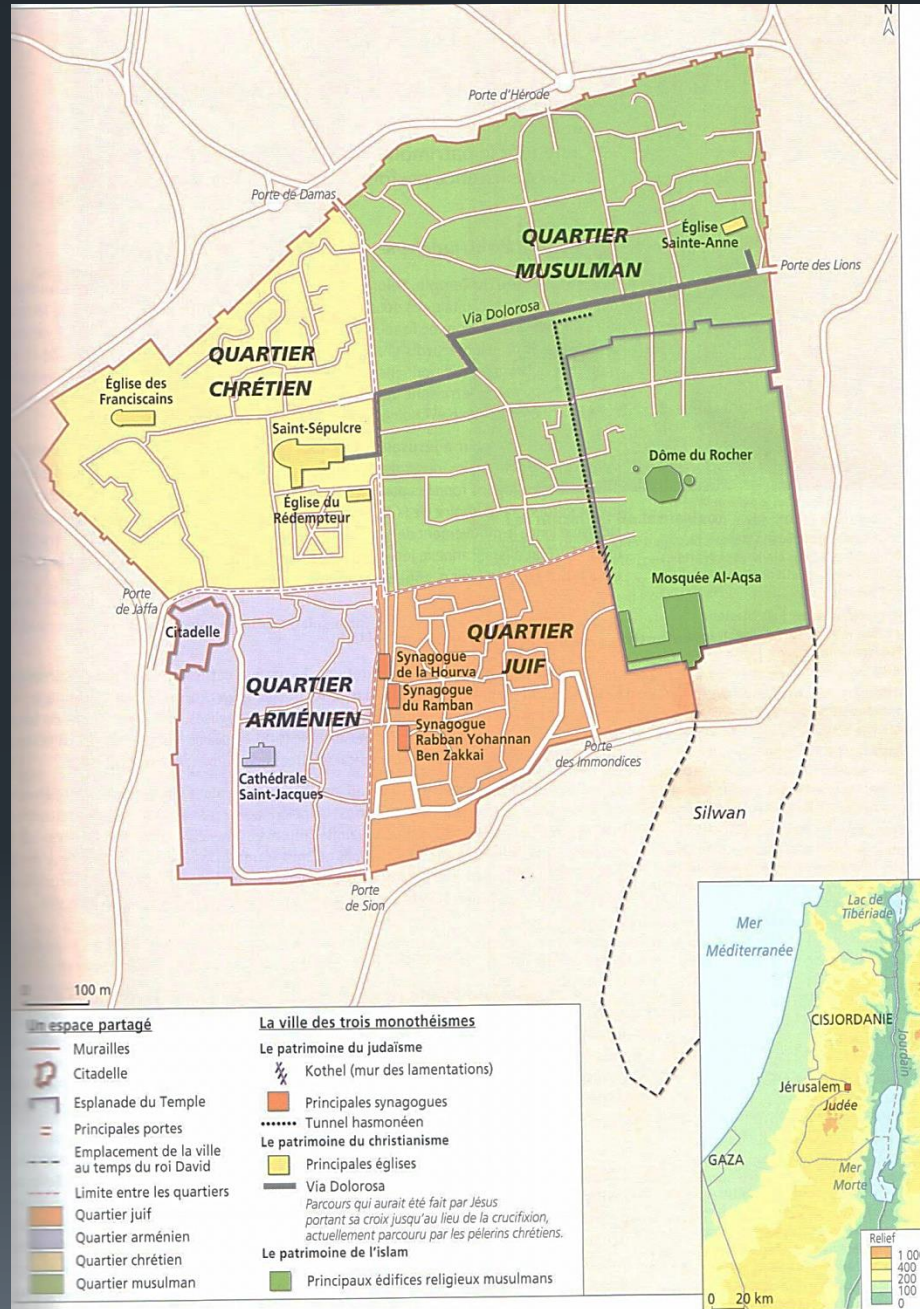 N
Porte d'Hérode
Porte de Damas
QUARTIER
MUSULMAN
Église
Sainte-Anne
Porte des Lions
Via Dolorosa
QUARTIER
CHRÉTIEN
Église des
Franciscains
Saint-Sépulcre
Dôme du Rocher
Église du
Rédempteur
Mosquée Al-Aqsa
Porte
de Jaffa
Citadelle
QUARTIER
JUIF
Synagogue
de la Hourva
Synagogue
du Ramban
Synagogue
Rabban Yohannan
Ben Zakkai
QUARTIER
ARMÉNIEN
Cathédrale
Saint-Jacques
Porte
des Immondices
Silwan
Porte
de Sion
0 100 m
Un espace partagé
Murailles
Citadelle
Esplanade du Temple
Principales portes
Emplacement de la ville
au temps du roi David
Limite entre les quartiers
Quartier juif
Quartier arménien
Quartier chrétien
Quartier musulman
La ville des trois monothéismes
Le patrimoine du judaïsme
Kothel (mur des lamentations)
Principales synagogues
Tunnel hasmonéen
Le patrimoine du christianisme
Principales églises
Via Dolorosa
Parcours qui aurait été fait par Jésus
portant sa croix jusqu'au lieu de la crucifixion,
actuellement parcouru par les pélerins chrétiens.
Le patrimoine de l'islam
Principaux édifices religieux musulmans
Lac de
Tibériade
Mer
Méditerranée
CISJORDANIE
Jourdain
Jérusalem
Judée
GAZA
Mer
Morte
0 20 km
Relief
400
200
100
0